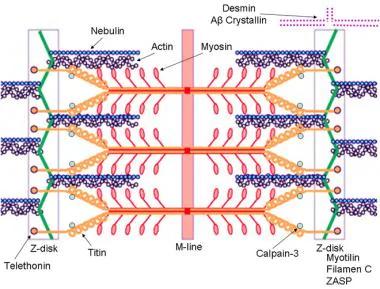 Desmin
Aβ Crystallin
Nebulin
Actin
Myosin
Z-disk
Titin
M-line
Calpain-3
Z-disk
Telethonin
Myotilin
Filamen C
ZASP